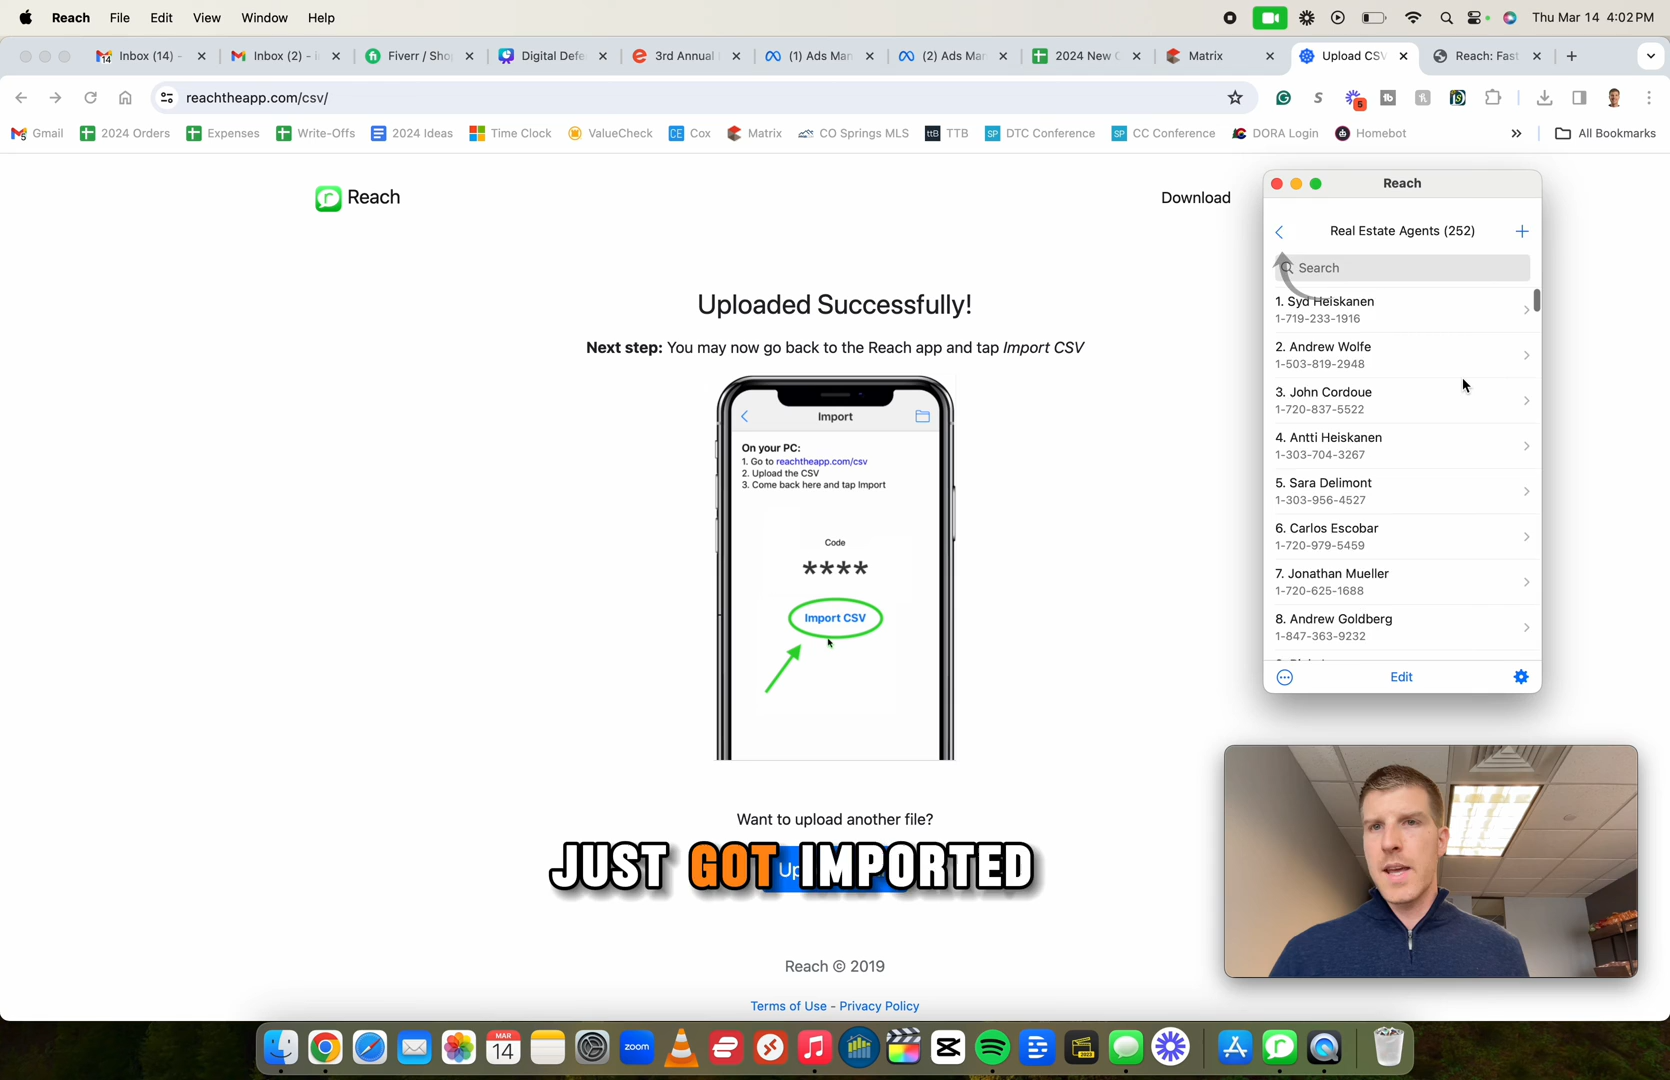 Reach File Edit View Window Help
Thu Mar 14 4:02 PM
Inbox (14) -
Inbox (2) -
Fiverr / Sho
Digital Defe
3rd Annual
(1) Ads Man
(2) Ads Man
2024 New
Matrix
Upload CSV
Reach: Fast
reachtheapp.com/csv/
5
Gmail 2024 Orders Expenses Write-Offs 2024 Ideas Time Clock ValueCheck CE Cox Matrix CO Springs MLS ttB TTB SP DTC Conference SP CC Conference DORA Login Homebot » All Bookmarks
Reach
Download
Uploaded Successfully!
Next step: You may now go back to the Reach app and tap Import CSV
Import
On your PC:
1. Go to reachtheapp.com/csv
2. Upload the CSV
3. Come back here and tap Import
Code
****
Import CSV
Want to upload another file?
Up
JUST GOT IMPORTED
Reach © 2019
Terms of Use - Privacy Policy
Reach
Real Estate Agents (252)
Search
1. Syd Heiskanen
1-719-233-1916
2. Andrew Wolfe
1-503-819-2948
3. John Cordoue
1-720-837-5522
4. Antti Heiskanen
1-303-704-3267
5. Sara Delimont
1-303-956-4527
6. Carlos Escobar
1-720-979-5459
7. Jonathan Mueller
1-720-625-1688
8. Andrew Goldberg
1-847-363-9232
Edit
MAR
14
zoom